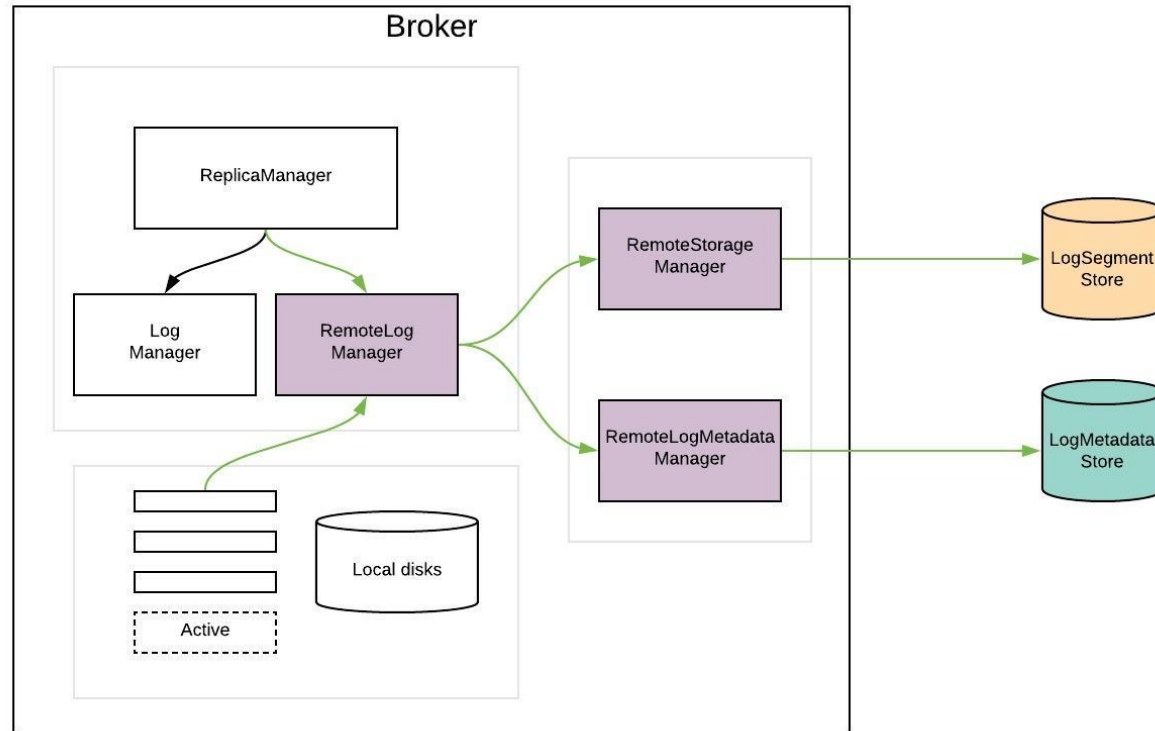 Broker
ReplicaManager
Log
Manager
RemoteLog
Manager
RemoteStorage
Manager
RemoteLogMetadata
Manager
LogSegment
Store
LogMetadata
Store
Local disks
Active